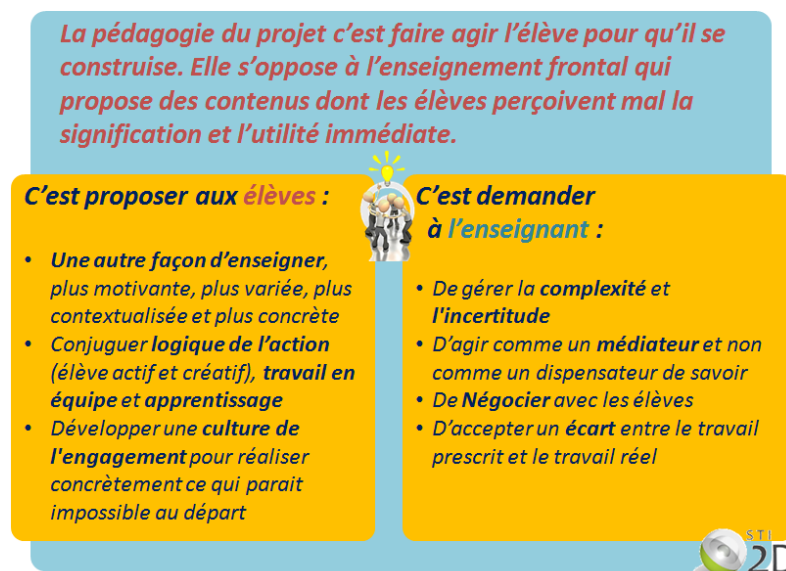 La pédagogie du projet c’est faire agir l’élève pour qu’il se
construise. Elle s’oppose à l’enseignement frontal qui
propose des contenus dont les élèves perçoivent mal la
signification et l’utilité immédiate.
C’est proposer aux élèves :
• Une autre façon d’enseigner,
plus motivante, plus variée, plus
contextualisée et plus concrète
• Conjuguer logique de l’action
(élève actif et créatif), travail en
équipe et apprentissage
• Développer une culture de
l'engagement pour réaliser
concrètement ce qui parait
impossible au départ
C’est demander
à l’enseignant :
• De gérer la complexité et
l'incertitude
• D’agir comme un médiateur et non
comme un dispensateur de savoir
• De Négocier avec les élèves
• D’accepter un écart entre le travail
prescrit et le travail réel
STI
2D